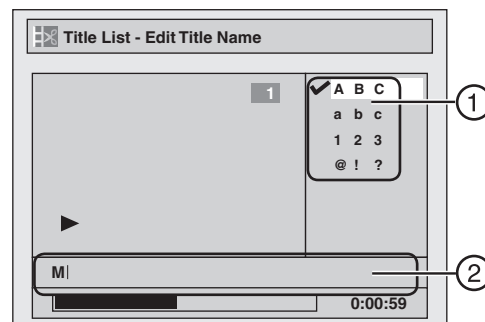 Title List - Edit Title Name
1
A B C
a b c
1 2 3
@ ! ?
1
M
2
0:00:59